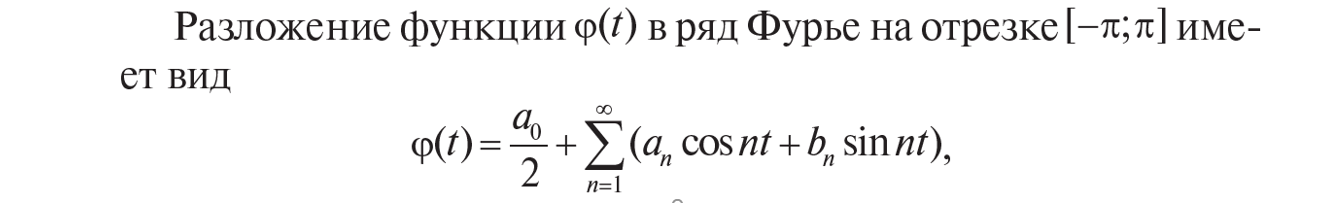 Разложение функции φ(t) в ряд Фурье на отрезке [−π;π] име-
ет вид
φ(t) = a₀/2 + ∑_{n=1}^{∞} (aₙ cos nt + bₙ sin nt),